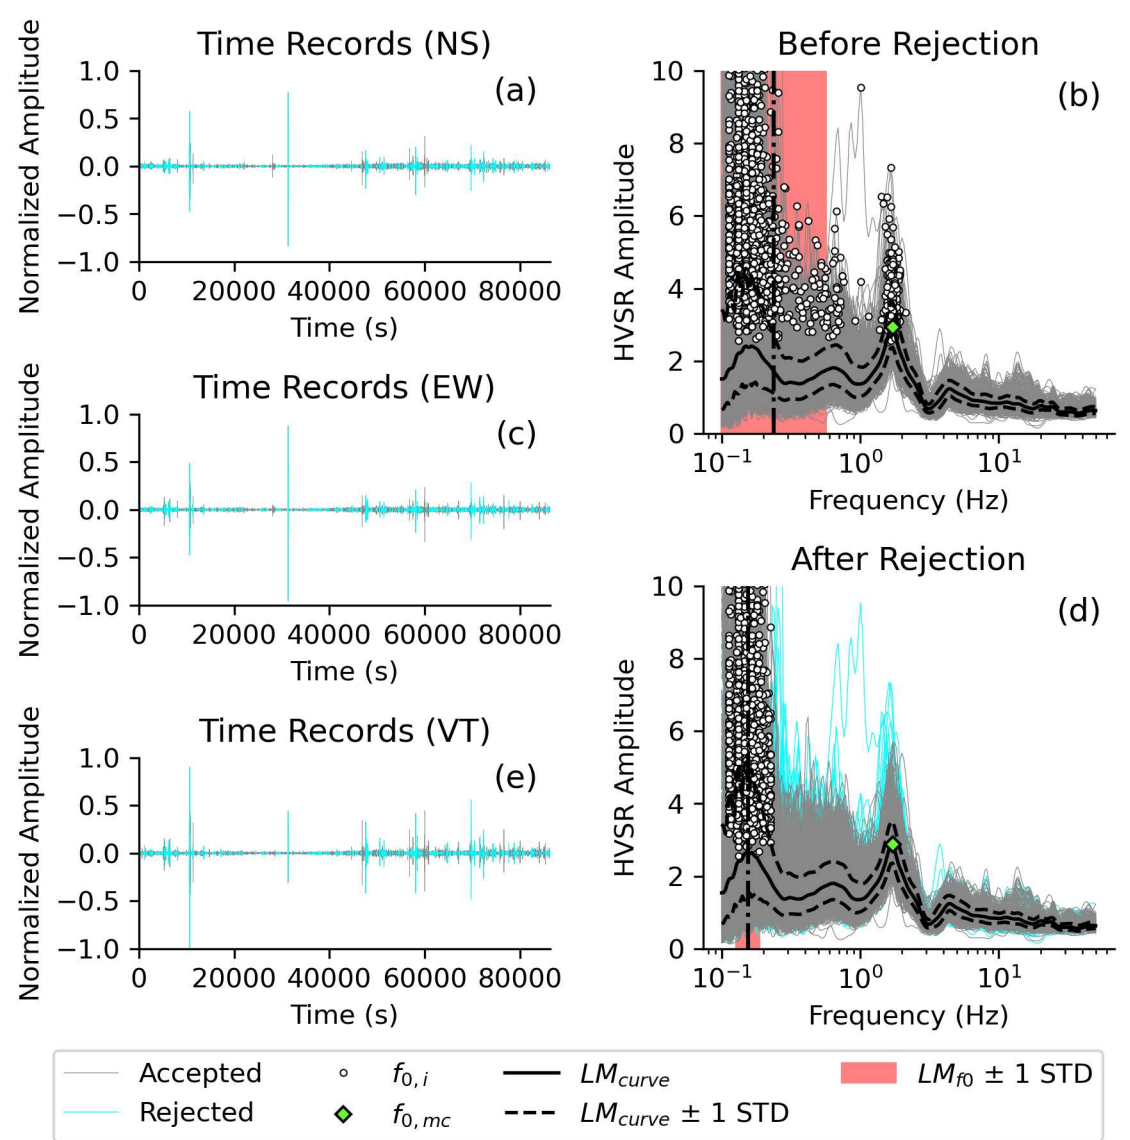 Time Records (NS)
(a)
Normalized Amplitude
1.0
0.5
0.0
−0.5
−1.0
0 20000 40000 60000 80000
Time (s)
Time Records (EW)
(c)
Normalized Amplitude
1.0
0.5
0.0
−0.5
−1.0
0 20000 40000 60000 80000
Time (s)
Time Records (VT)
(e)
Normalized Amplitude
1.0
0.5
0.0
−0.5
−1.0
0 20000 40000 60000 80000
Time (s)
Before Rejection
(b)
HVSR Amplitude
10
8
6
4
2
0
10⁻¹ 10⁰ 10¹
Frequency (Hz)
After Rejection
(d)
HVSR Amplitude
10
8
6
4
2
0
10⁻¹ 10⁰ 10¹
Frequency (Hz)
Accepted f0,i LMcurve LMf0 ± 1 STD
Rejected f0,mc LMcurve ± 1 STD